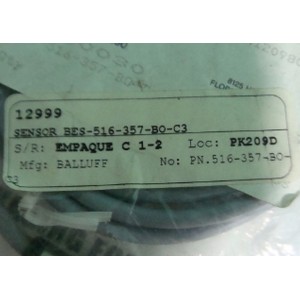 12999
SENSOR BES-516-357-BO-C3
S/R: EMPAQUE C 1-2 Loc: PK209D
Mfg: BALLUFF No: PN.516-357-BO-
C3